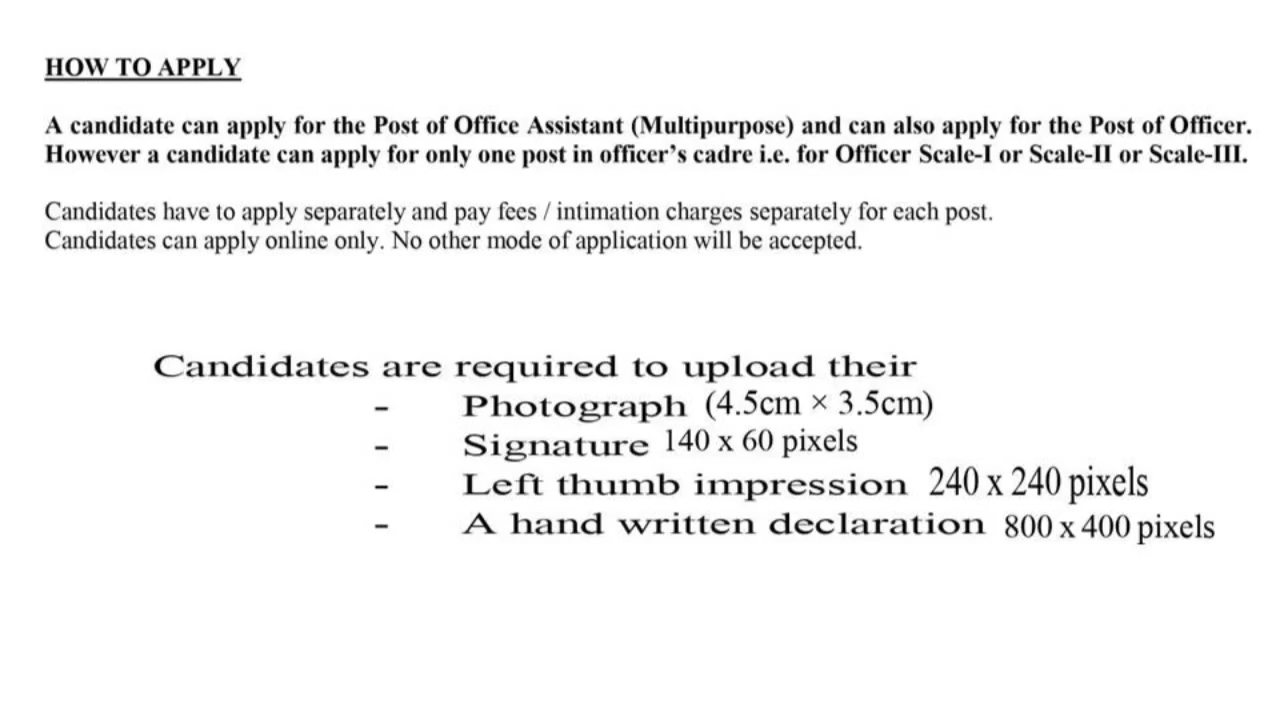 HOW TO APPLY
A candidate can apply for the Post of Office Assistant (Multipurpose) and can also apply for the Post of Officer.
However a candidate can apply for only one post in officer's cadre i.e. for Officer Scale-I or Scale-II or Scale-III.
Candidates have to apply separately and pay fees / intimation charges separately for each post.
Candidates can apply online only. No other mode of application will be accepted.
Candidates are required to upload their
- Photograph (4.5cm × 3.5cm)
- Signature 140 x 60 pixels
- Left thumb impression 240 x 240 pixels
- A hand written declaration 800 x 400 pixels